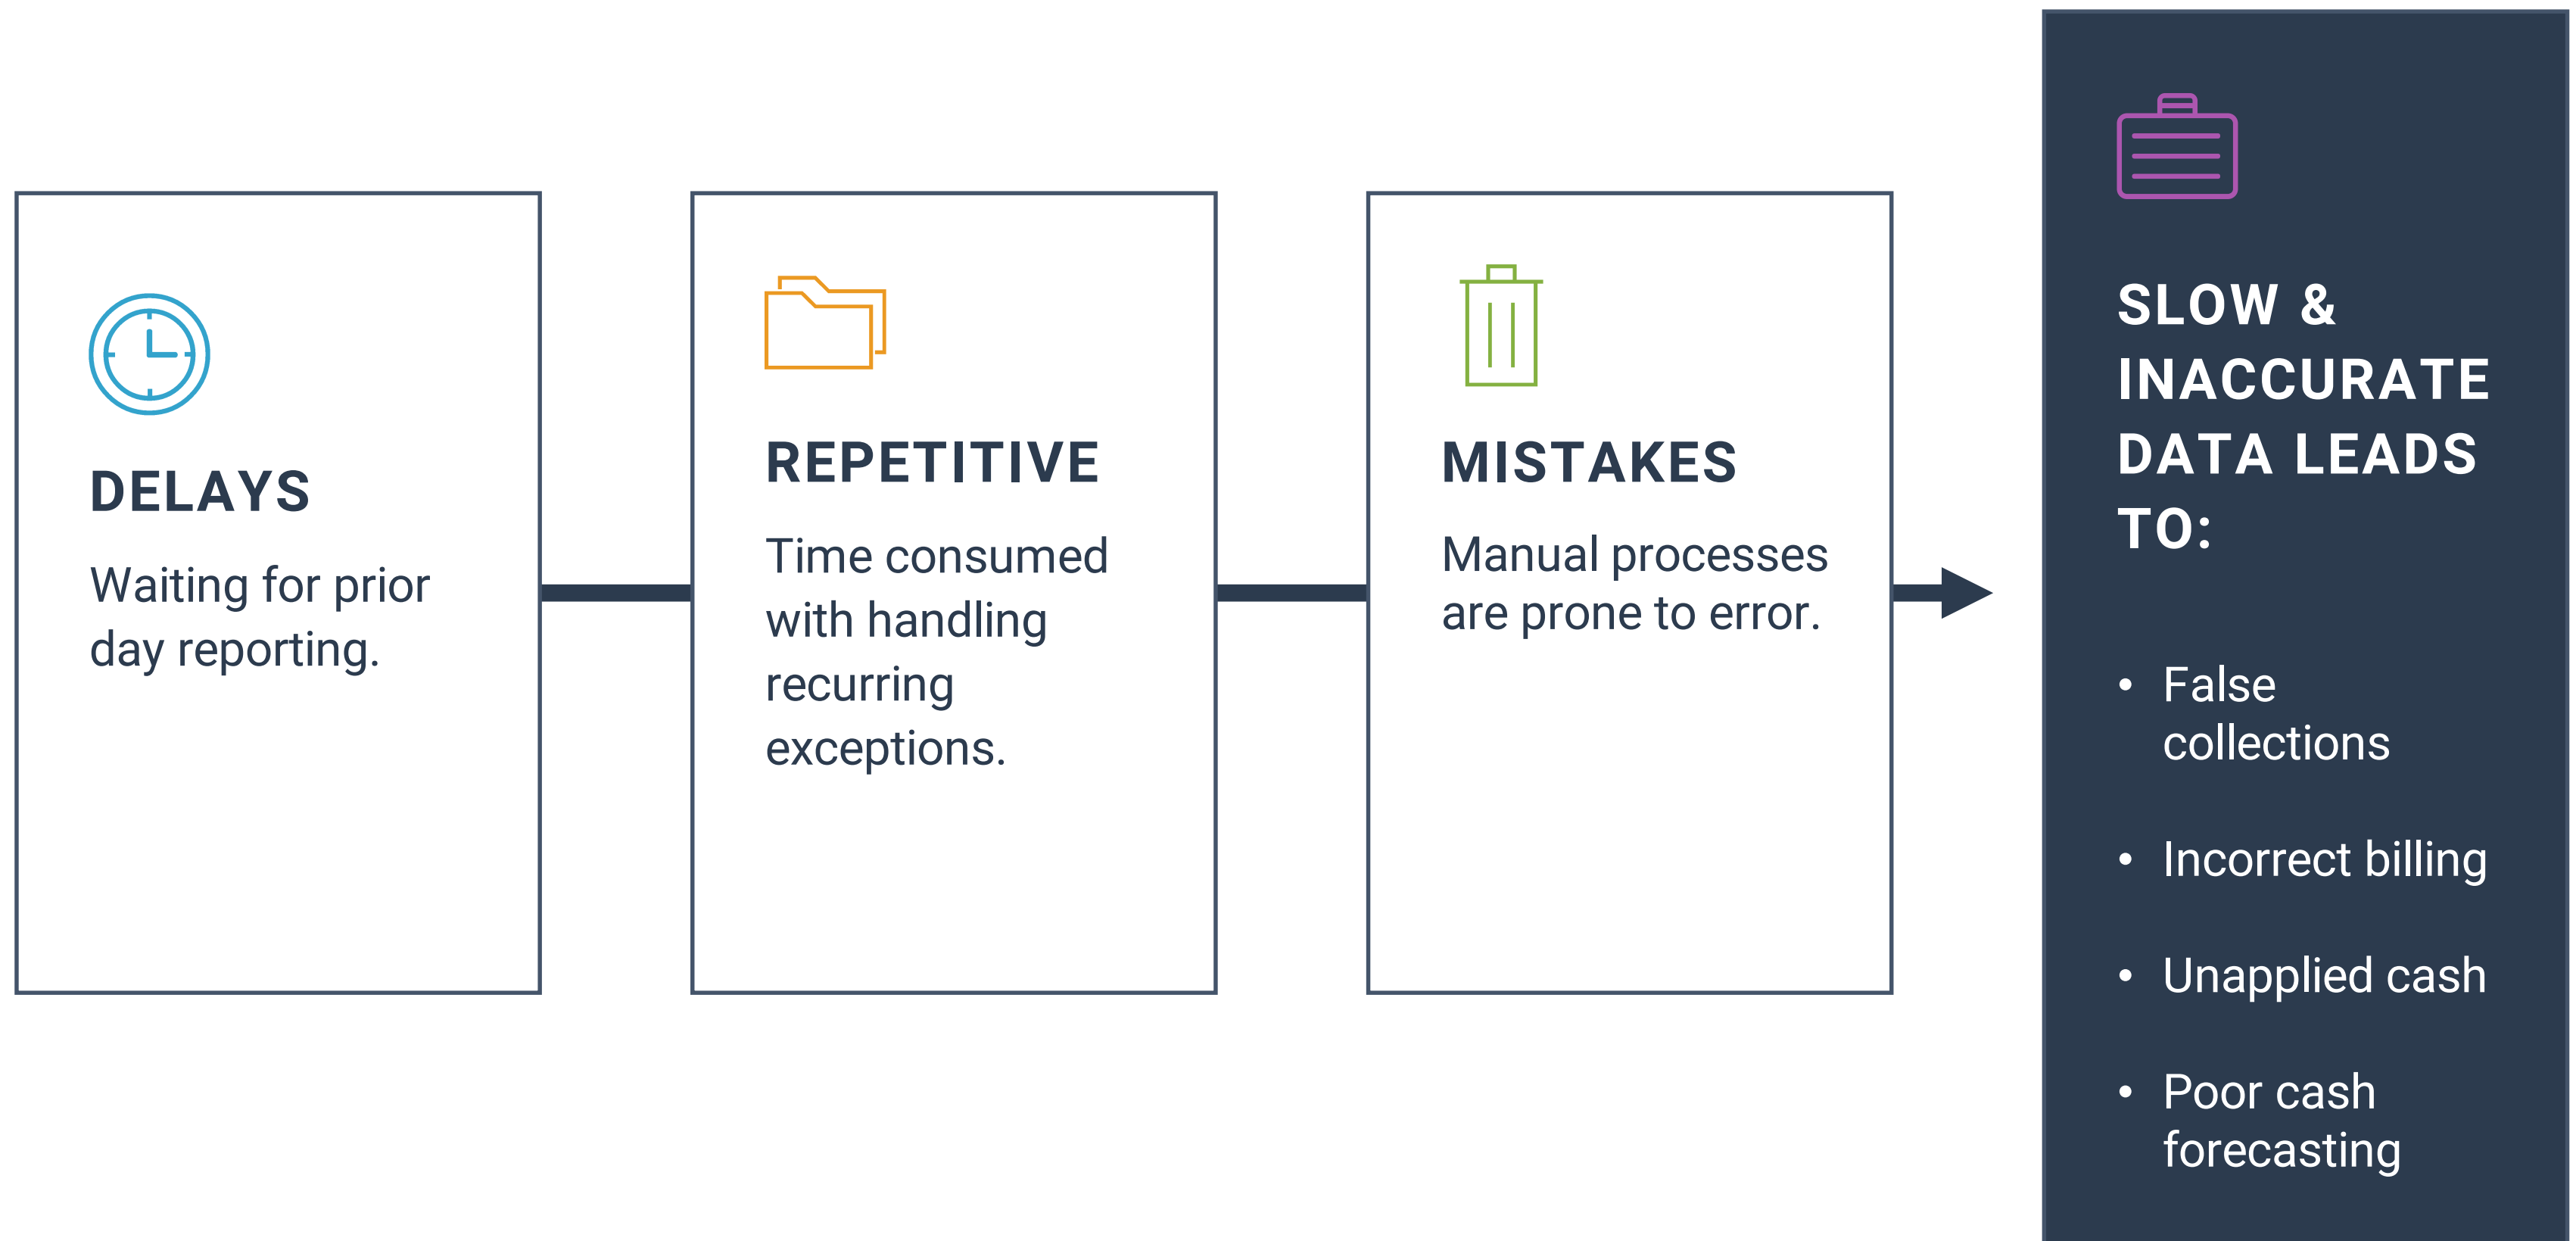 DELAYS
Waiting for prior
day reporting.
REPETITIVE
Time consumed
with handling
recurring
exceptions.
MISTAKES
Manual processes
are prone to error.
SLOW &
INACCURATE
DATA LEADS
TO:
• False
collections
• Incorrect billing
• Unapplied cash
• Poor cash
forecasting